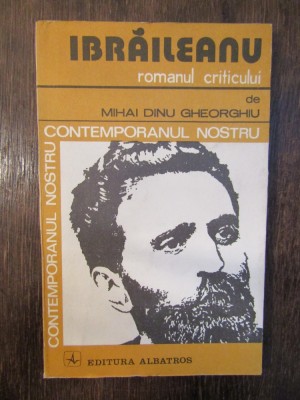 IBRĂILEANU
romanul criticului
de
MIHAI DINU GHEORGHIU
CONTEMPORANUL NOSTRU
CONTEMPORANUL NOSTRU
A EDITURA ALBATROS